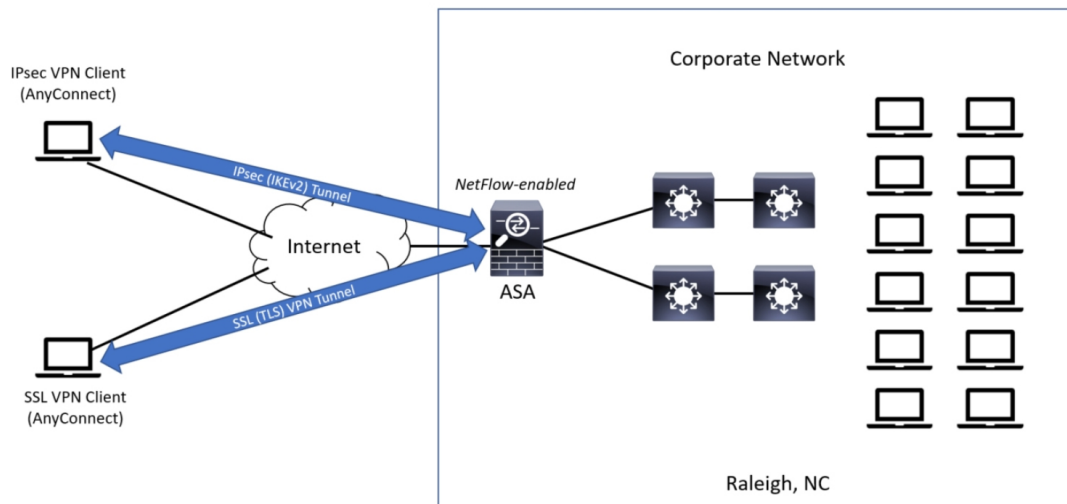 IPsec VPN Client
(AnyConnect)
IPsec (IKEv2) Tunnel
Internet
SSL (TLS) VPN Tunnel
SSL VPN Client
(AnyConnect)
Corporate Network
NetFlow-enabled
ASA
Raleigh, NC